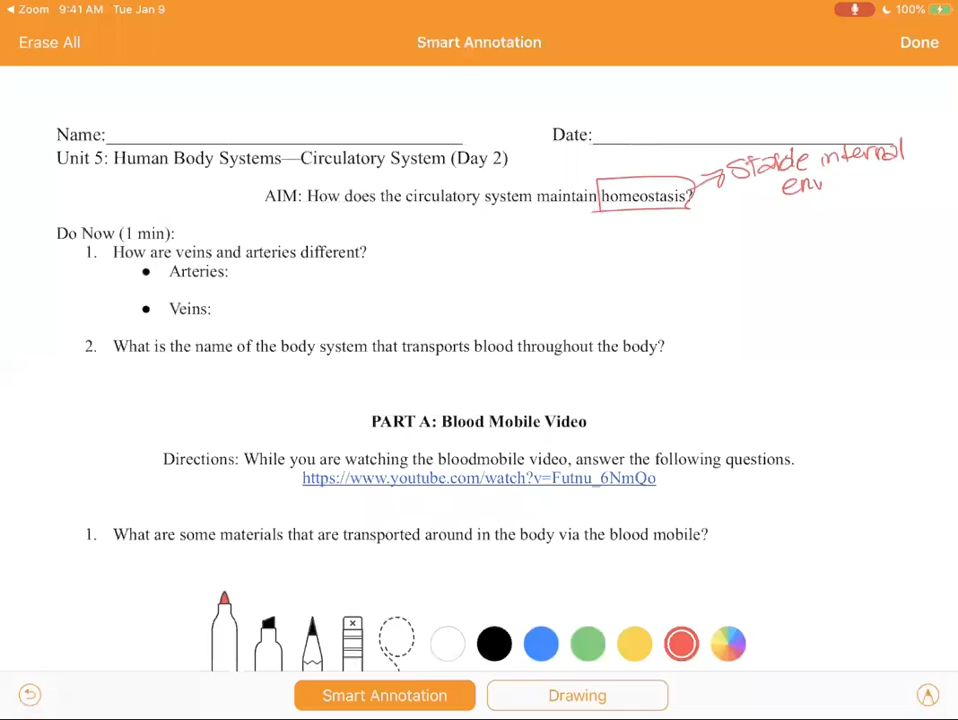 Zoom 9:41 AM Tue Jan 9 100%
Erase All Smart Annotation Done
Name: Date:
Unit 5: Human Body Systems—Circulatory System (Day 2)
Stable internal
env
AIM: How does the circulatory system maintain homeostasis?
Do Now (1 min):
1. How are veins and arteries different?
● Arteries:
● Veins:
2. What is the name of the body system that transports blood throughout the body?
PART A: Blood Mobile Video
Directions: While you are watching the bloodmobile video, answer the following questions.
https://www.youtube.com/watch?v=Futnu_6NmQo
1. What are some materials that are transported around in the body via the blood mobile?
Smart Annotation Drawing